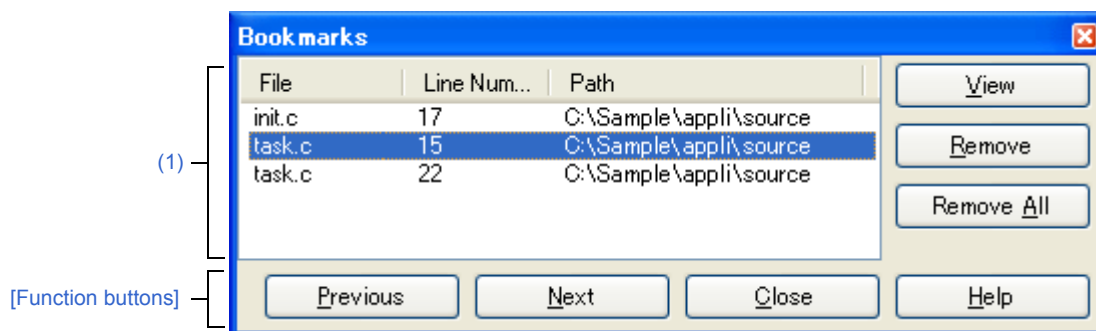 Bookmarks
File Line Num... Path
init.c 17 C:\Sample\appli\source
task.c 15 C:\Sample\appli\source
task.c 22 C:\Sample\appli\source
View
Remove
Remove All
(1)
[Function buttons]
Previous Next Close Help